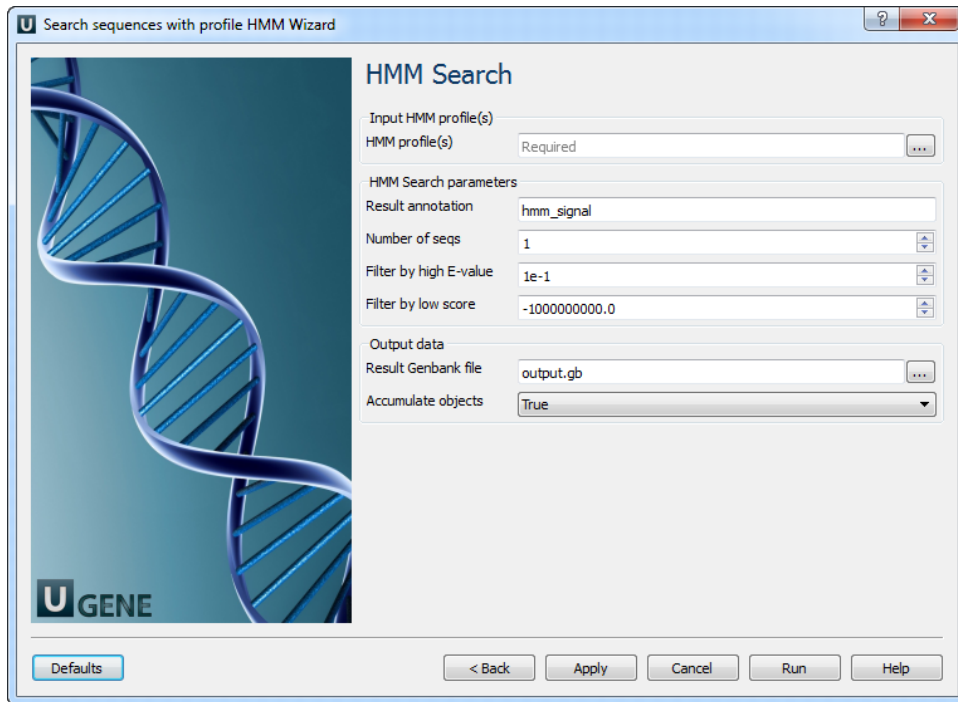 U Search sequences with profile HMM Wizard
?
HMM Search
Input HMM profile(s)
HMM profile(s) Required ...
HMM Search parameters
Result annotation hmm_signal
Number of seqs 1
Filter by high E-value 1e-1
Filter by low score -1000000000.0
Output data
Result Genbank file output.gb ...
Accumulate objects True
U GENE
Defaults < Back Apply Cancel Run Help